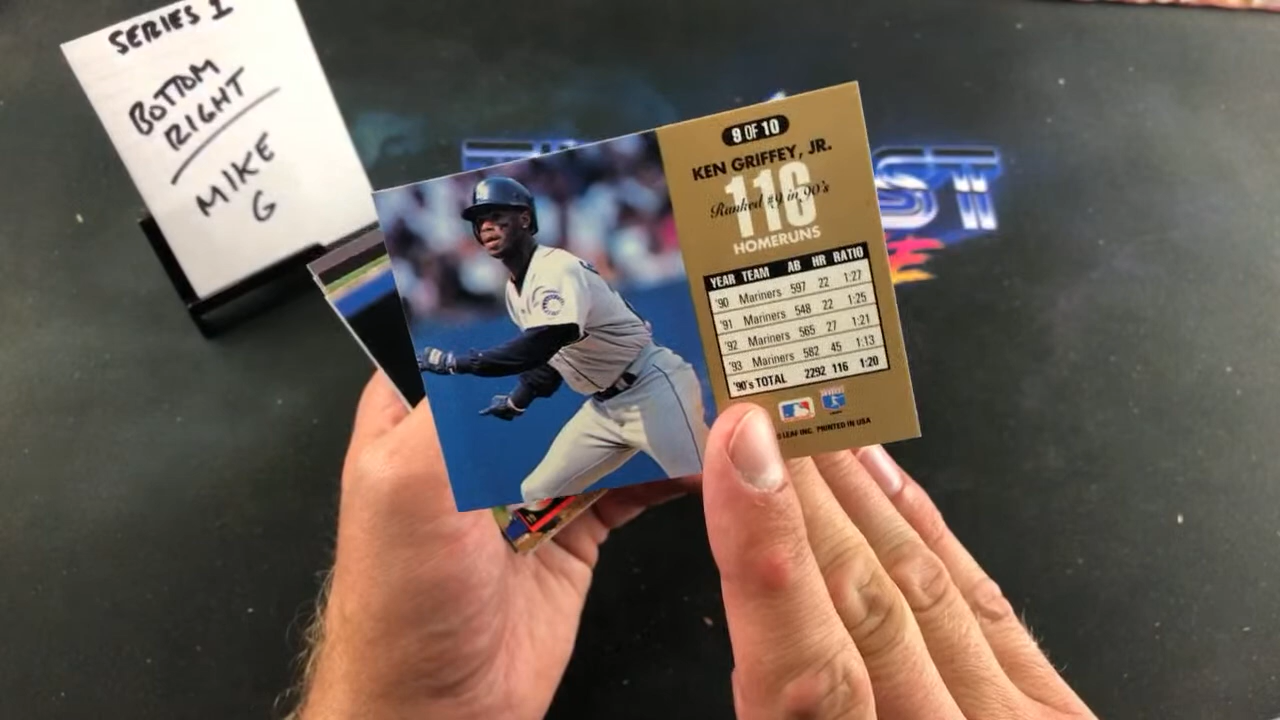 SERIES 1
BOTTOM
RIGHT
MIKE
G
9 OF 10
KEN GRIFFEY, JR.
116
Ranked #9 in 90's
HOMERUNS
YEAR TEAM AB HR RATIO
'90 Mariners 597 22 1:27
'91 Mariners 548 22 1:25
'92 Mariners 565 27 1:21
'93 Mariners 582 45 1:13
'90's TOTAL 2292 116 1:20
LEAF INC. PRINTED IN USA